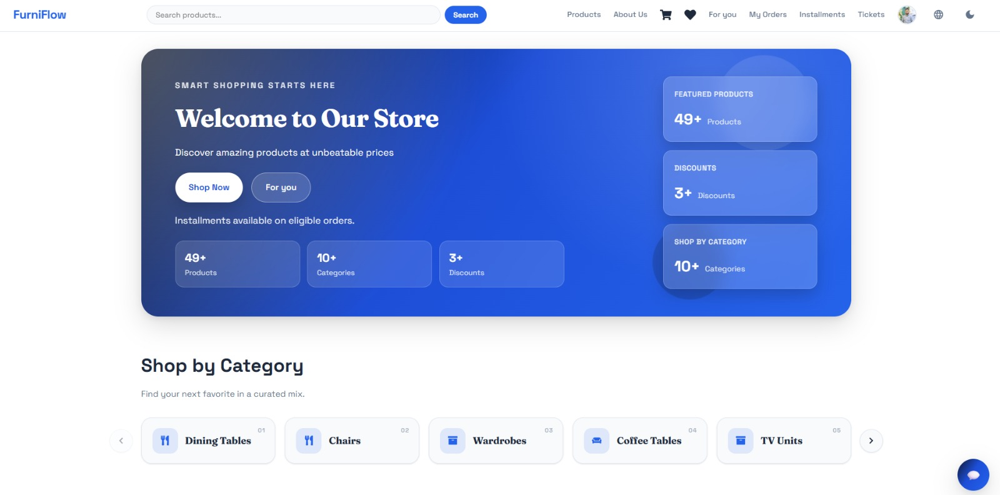 FurniFlow
Search products...
Search
Products
About Us
For you
My Orders
Installments
Tickets
SMART SHOPPING STARTS HERE
Welcome to Our Store
Discover amazing products at unbeatable prices
Shop Now
For you
Installments available on eligible orders.
49+
Products
10+
Categories
3+
Discounts
FEATURED PRODUCTS
49+ Products
DISCOUNTS
3+ Discounts
SHOP BY CATEGORY
10+ Categories
Shop by Category
Find your next favorite in a curated mix.
Dining Tables
01
Chairs
02
Wardrobes
03
Coffee Tables
04
TV Units
05